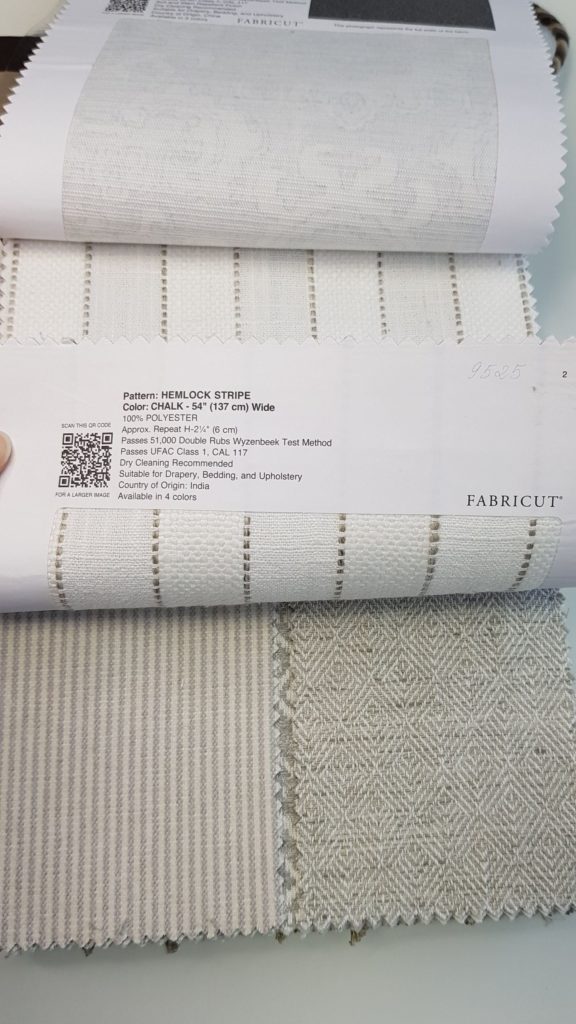 FABRICUT
9525
2
Pattern: HEMLOCK STRIPE
Color: CHALK - 54" (137 cm) Wide
100% POLYESTER
Approx. Repeat H-2¼" (6 cm)
Passes 51,000 Double Rubs Wyzenbeek Test Method
Passes UFAC Class 1, CAL 117
Dry Cleaning Recommended
Suitable for Drapery, Bedding, and Upholstery
Country of Origin: India
Available in 4 colors
SCAN THIS QR CODE
FOR A LARGER IMAGE
FABRICUT®